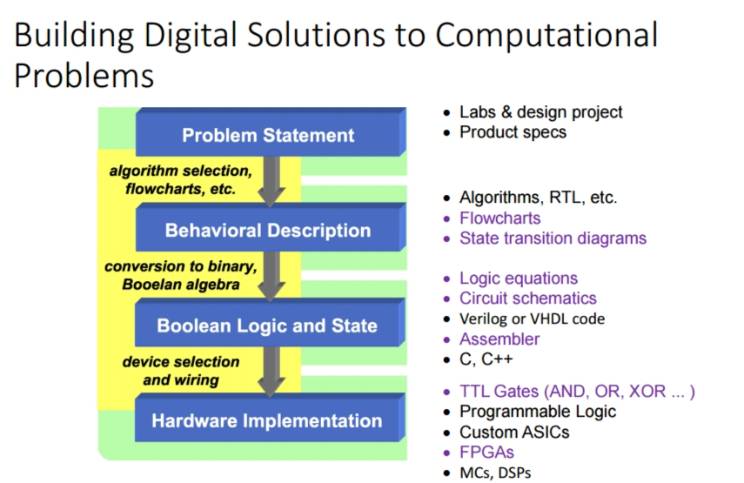 Building Digital Solutions to Computational
Problems
Problem Statement
• Labs & design project
• Product specs
algorithm selection,
flowcharts, etc.
Behavioral Description
• Algorithms, RTL, etc.
• Flowcharts
• State transition diagrams
conversion to binary,
Booelan algebra
Boolean Logic and State
• Logic equations
• Circuit schematics
• Verilog or VHDL code
• Assembler
• C, C++
device selection
and wiring
Hardware Implementation
• TTL Gates (AND, OR, XOR ... )
• Programmable Logic
• Custom ASICs
• FPGAs
• MCs, DSPs